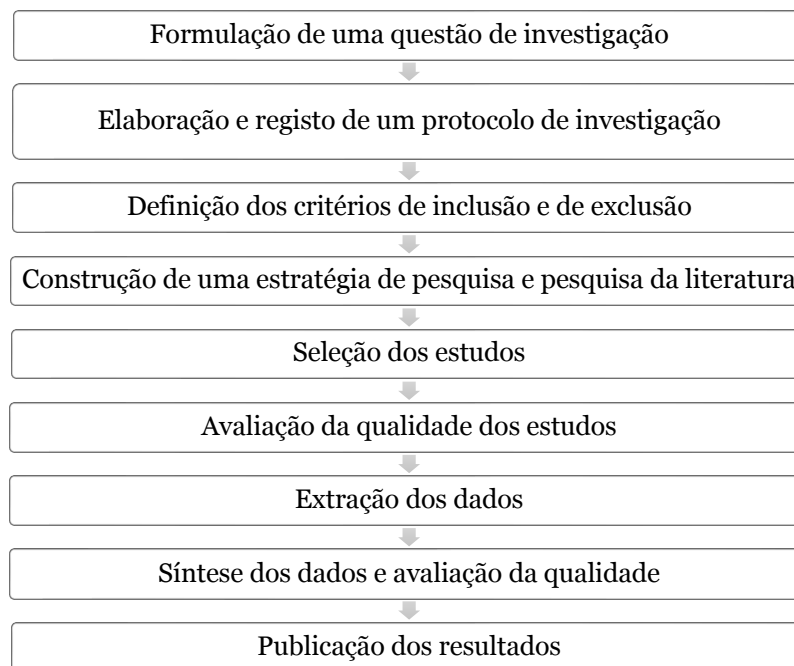 Formulação de uma questão de investigação
Elaboração e registo de um protocolo de investigação
Definição dos critérios de inclusão e de exclusão
Construção de uma estratégia de pesquisa e pesquisa da literatura
Seleção dos estudos
Avaliação da qualidade dos estudos
Extração dos dados
Síntese dos dados e avaliação da qualidade
Publicação dos resultados